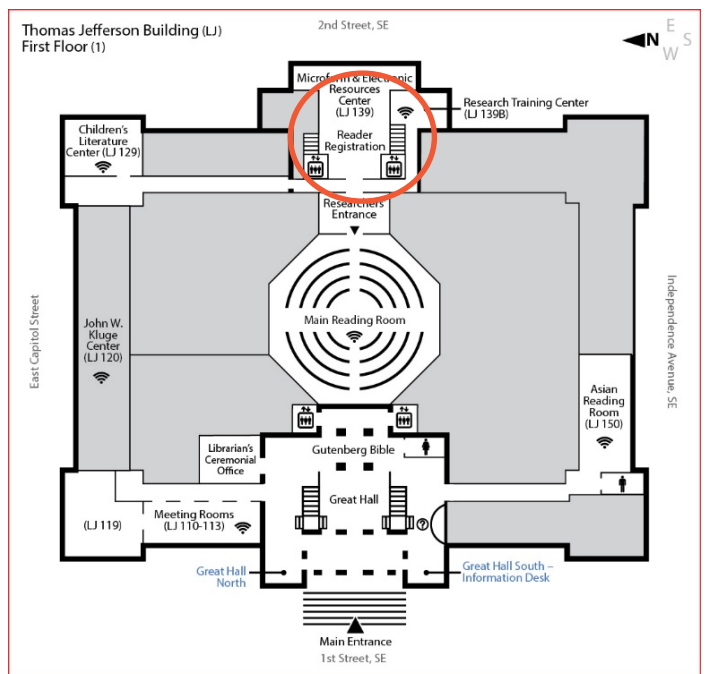 Thomas Jefferson Building (LJ)
First Floor (1)
2nd Street, SE
N
E
S
W
Microform & Electronic
Resources
Center
(LJ 139)
Reader
Registration
Research Training Center
(LJ 139B)
Children's
Literature
Center (LJ 129)
Researchers
Entrance
Main Reading Room
East Capitol Street
Independence Avenue, SE
John W.
Kluge
Center
(LJ 120)
Asian
Reading
Room
(LJ 150)
Librarian's
Ceremonial
Office
Gutenberg Bible
Great Hall
(LJ 119)
Meeting Rooms
(LJ 110-113)
?
Great Hall
North
Great Hall South –
Information Desk
Main Entrance
1st Street, SE